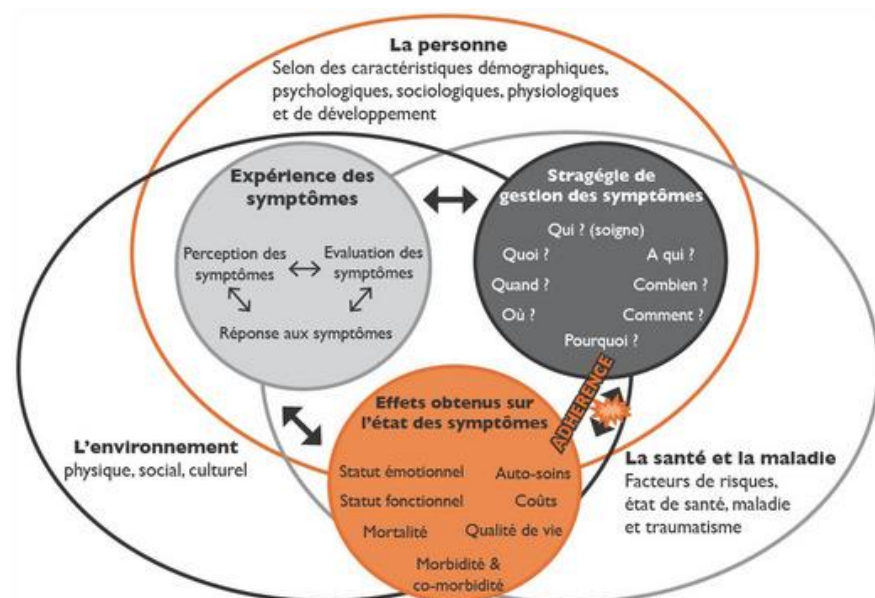 La personne
Selon des caractéristiques démographiques,
psychologiques, sociologiques, physiologiques
et de développement
Expérience des
symptômes
Perception des
symptômes
Evaluation des
symptômes
Réponse aux symptômes
Stragégie de
gestion des symptômes
Qui ? (soigne)
Quoi ?
A qui ?
Quand ?
Combien ?
Où ?
Comment ?
Pourquoi ?
ADHERENCE
Effets obtenus sur
l'état des symptômes
Statut émotionnel
Auto-soins
Statut fonctionnel
Coûts
Mortalité
Qualité de vie
Morbidité &
co-morbidité
L'environnement
physique, social, culturel
La santé et la maladie
Facteurs de risques,
état de santé, maladie
et traumatisme